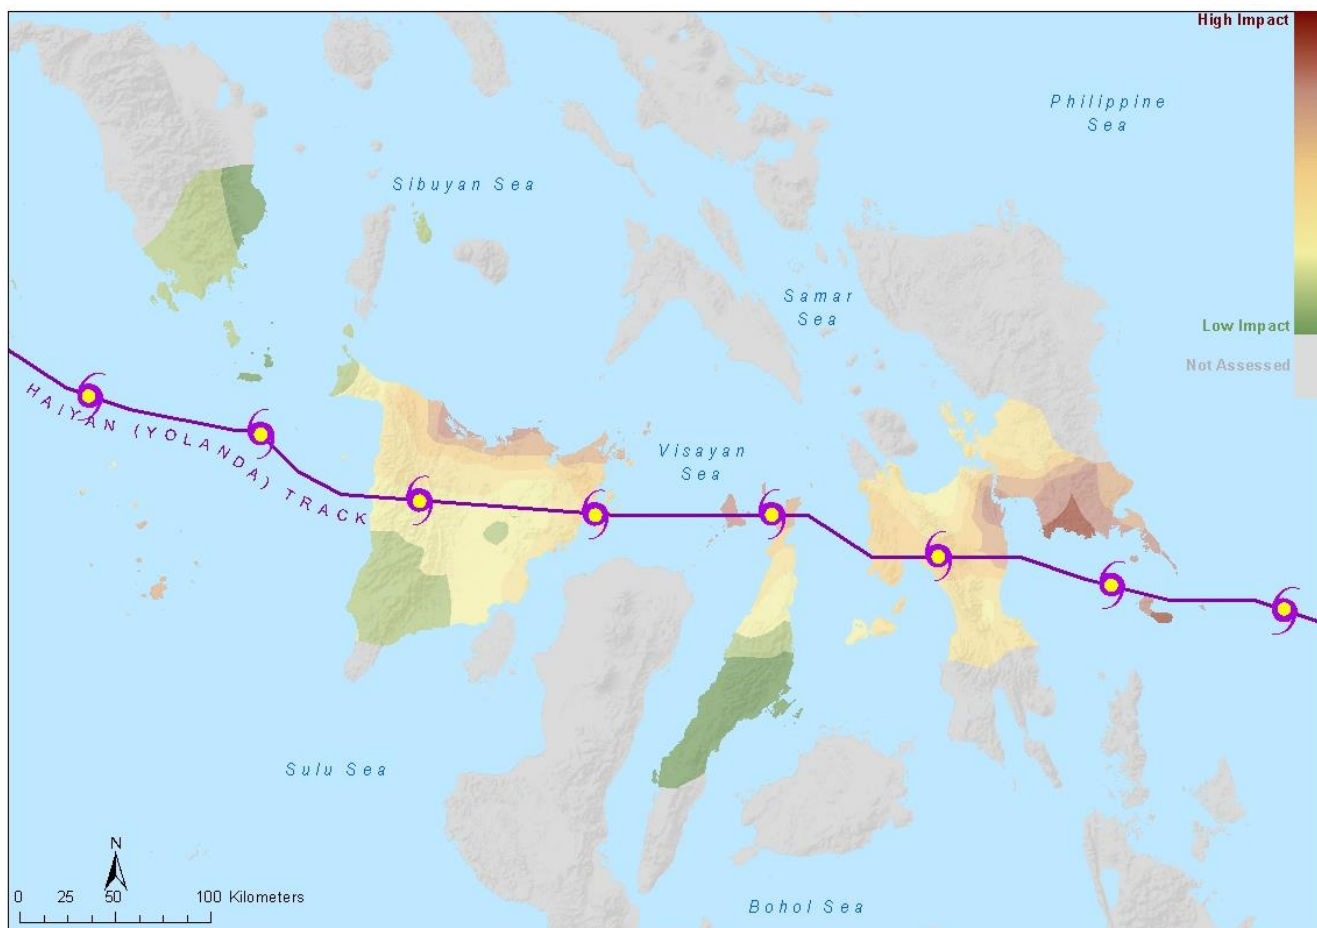 High Impact
Philippine
Sea
Sibuyan Sea
Samar
Sea
Low Impact
Not Assessed
HAIYAN (YOLANDA) TRACK
Visayan
Sea
Sulu Sea
N
0 25 50 100 Kilometers
Bohol Sea